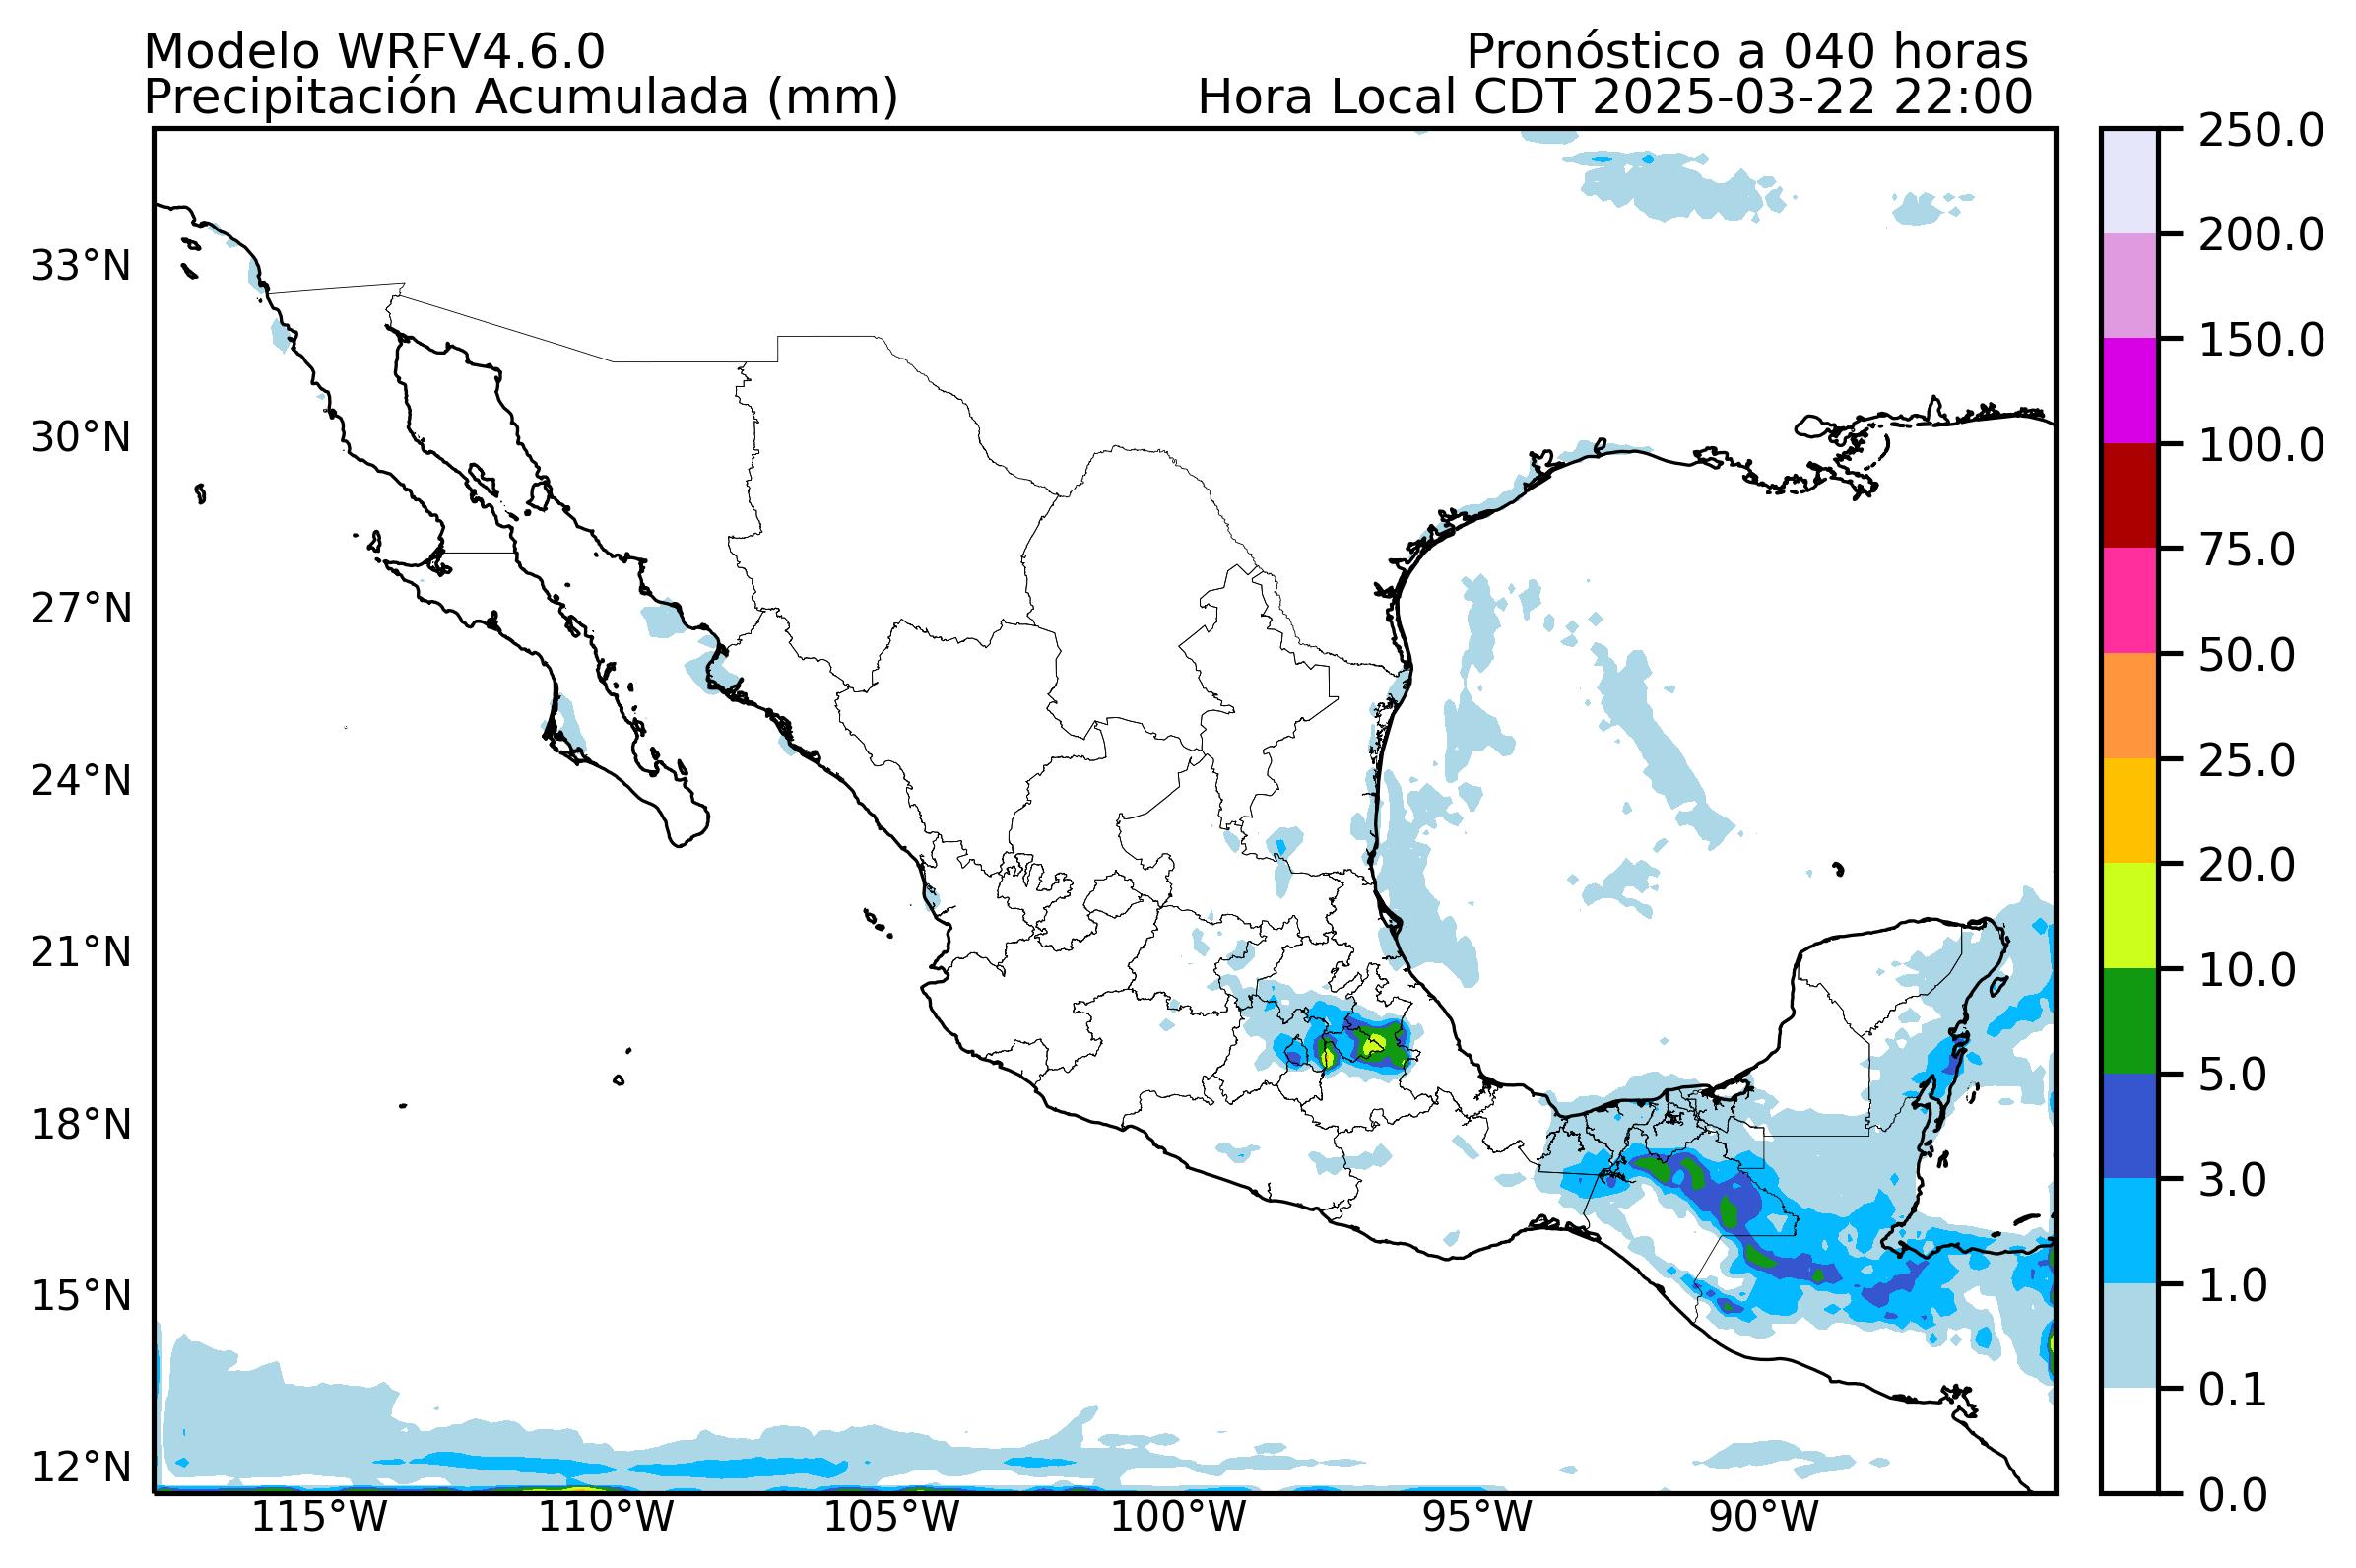 Modelo WRFV4.6.0
Pronóstico a 040 horas
Precipitación Acumulada (mm)
Hora Local CDT 2025-03-22 22:00
33°N
30°N
27°N
24°N
21°N
18°N
15°N
12°N
115°W
110°W
105°W
100°W
95°W
90°W
250.0
200.0
150.0
100.0
75.0
50.0
25.0
20.0
10.0
5.0
3.0
1.0
0.1
0.0